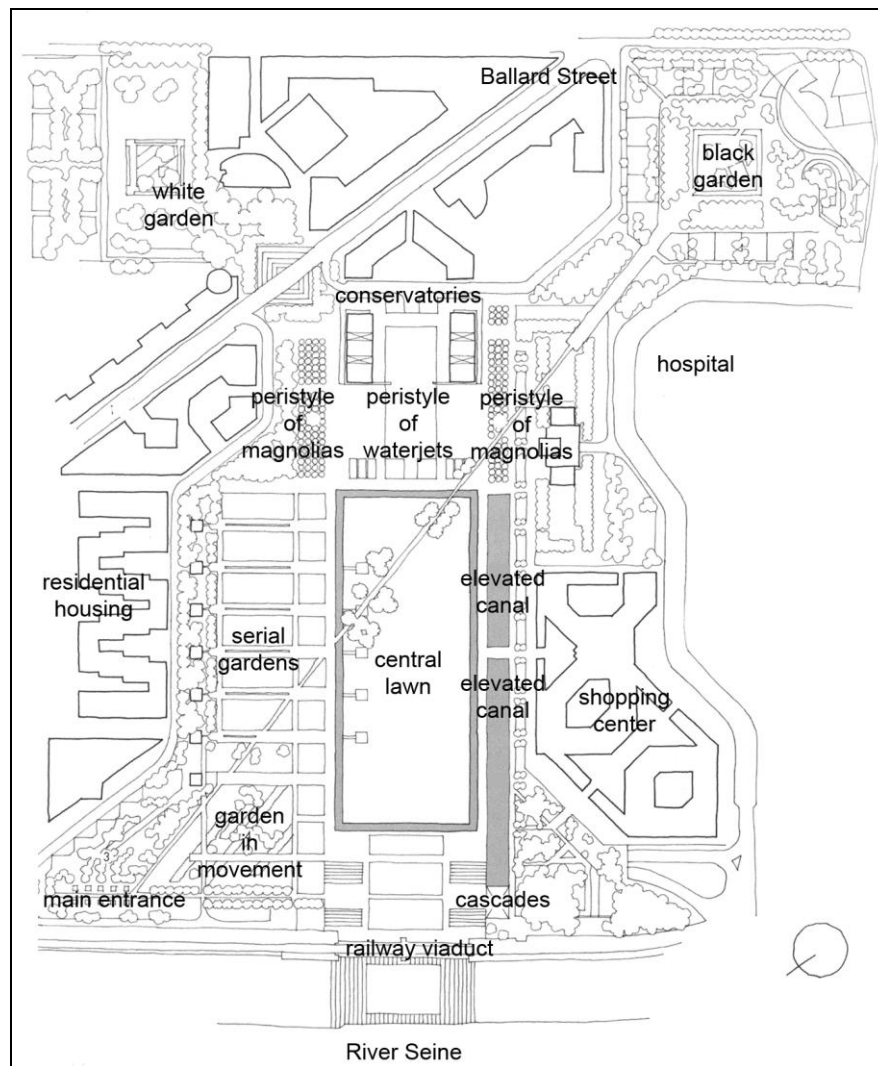 Ballard Street
black
garden
white
garden
conservatories
hospital
peristyle
of
magnolias
peristyle
of
waterjets
peristyle
of
magnolias
residential
housing
elevated
canal
serial
gardens
central
lawn
elevated
canal
shopping
center
garden
in
movement
3
main entrance
cascades
railway viaduct
River Seine